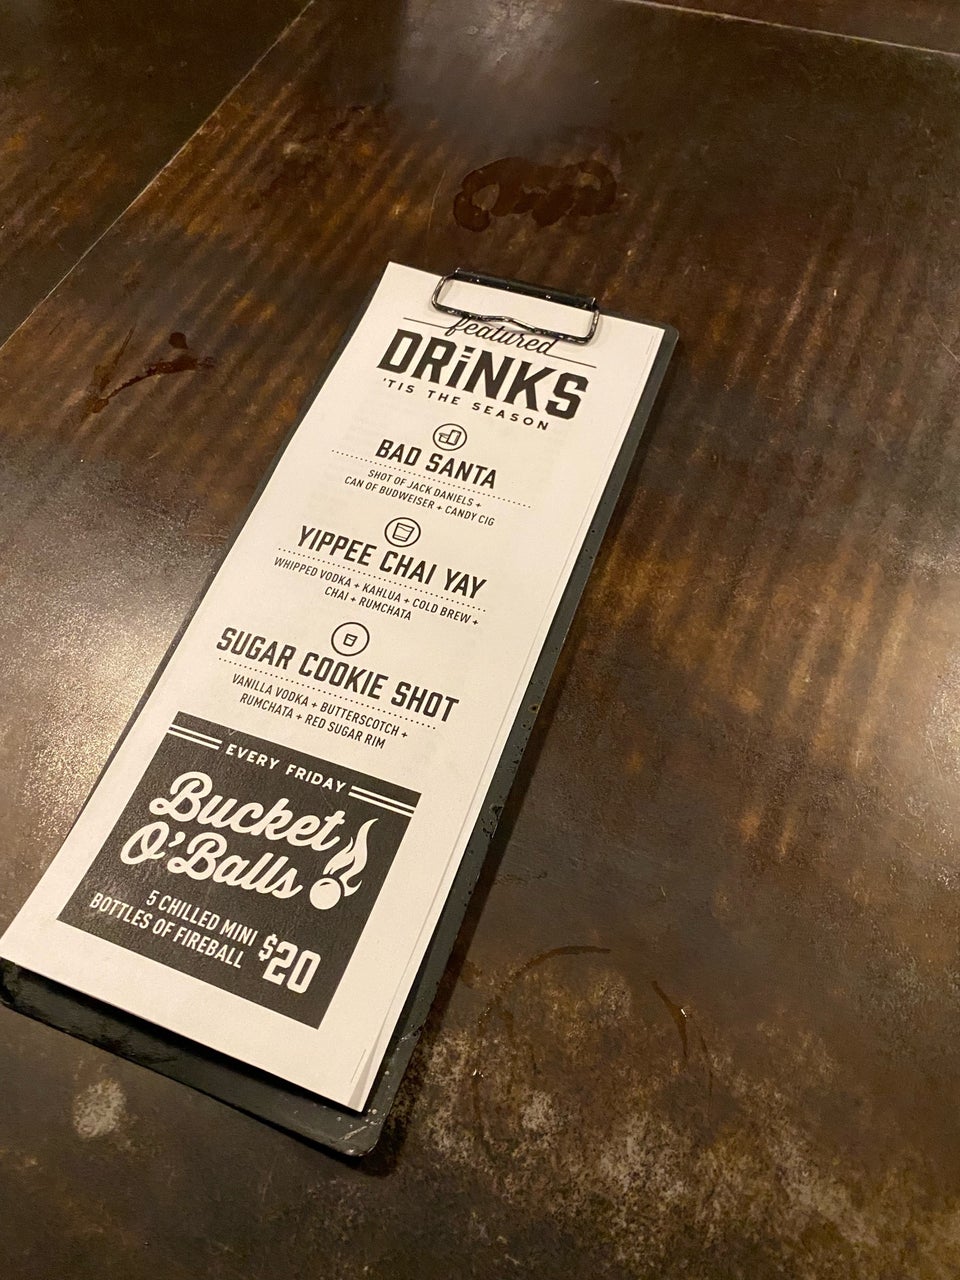 featured
DRiNKS
'TIS THE SEASON
BAD SANTA
SHOT OF JACK DANIELS +
CAN OF BUDWEISER + CANDY CIG
YIPPEE CHAI YAY
WHIPPED VODKA + KAHLUA + COLD BREW +
CHAI + RUMCHATA
SUGAR COOKIE SHOT
VANILLA VODKA + BUTTERSCOTCH +
RUMCHATA + RED SUGAR RIM
EVERY FRIDAY
Bucket
O'Balls
5 CHILLED MINI
BOTTLES OF FIREBALL
$20